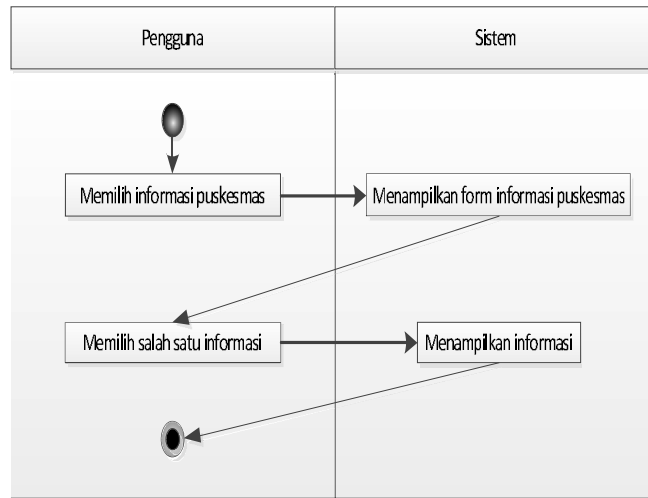 Pengguna
Sistem
Memilih informasi puskesmas
Menampilkan form informasi puskesmas
Memilih salah satu informasi
Menampilkan informasi